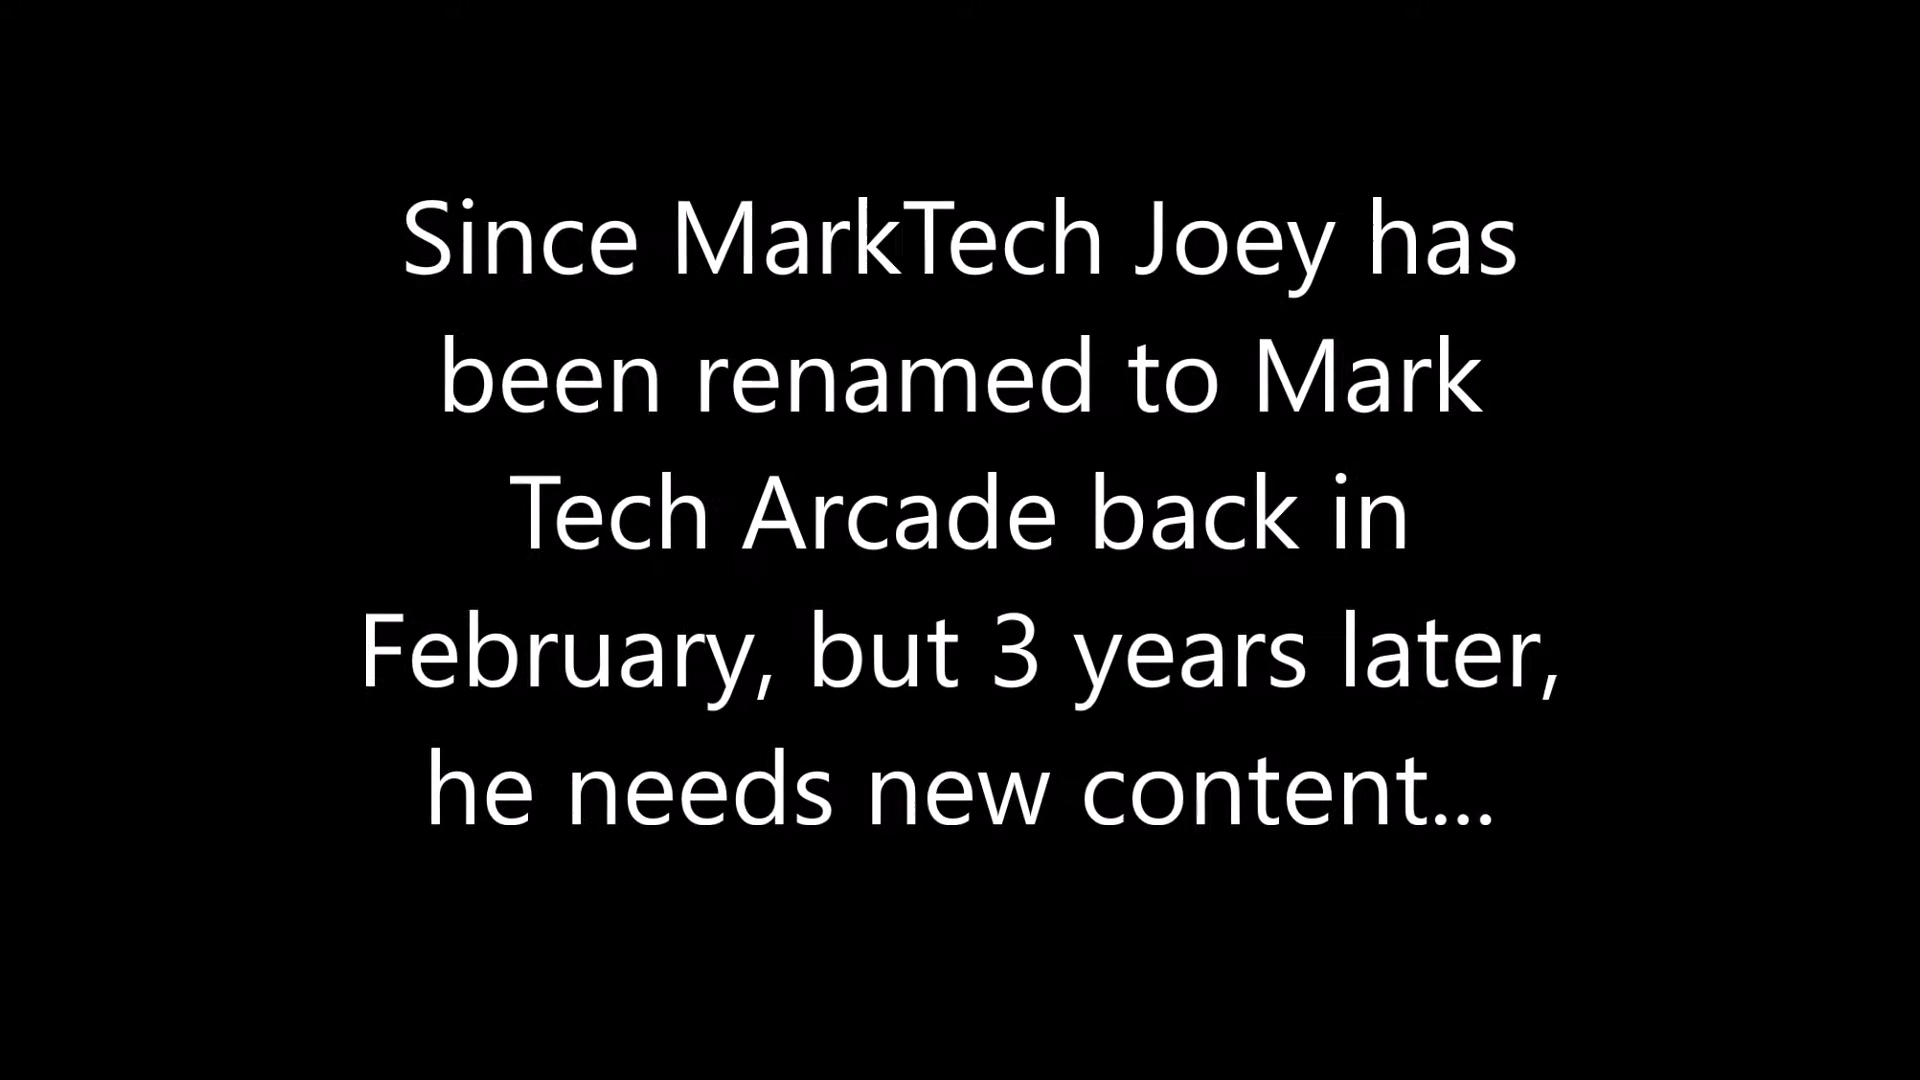 Since MarkTech Joey has
been renamed to Mark
Tech Arcade back in
February, but 3 years later,
he needs new content...